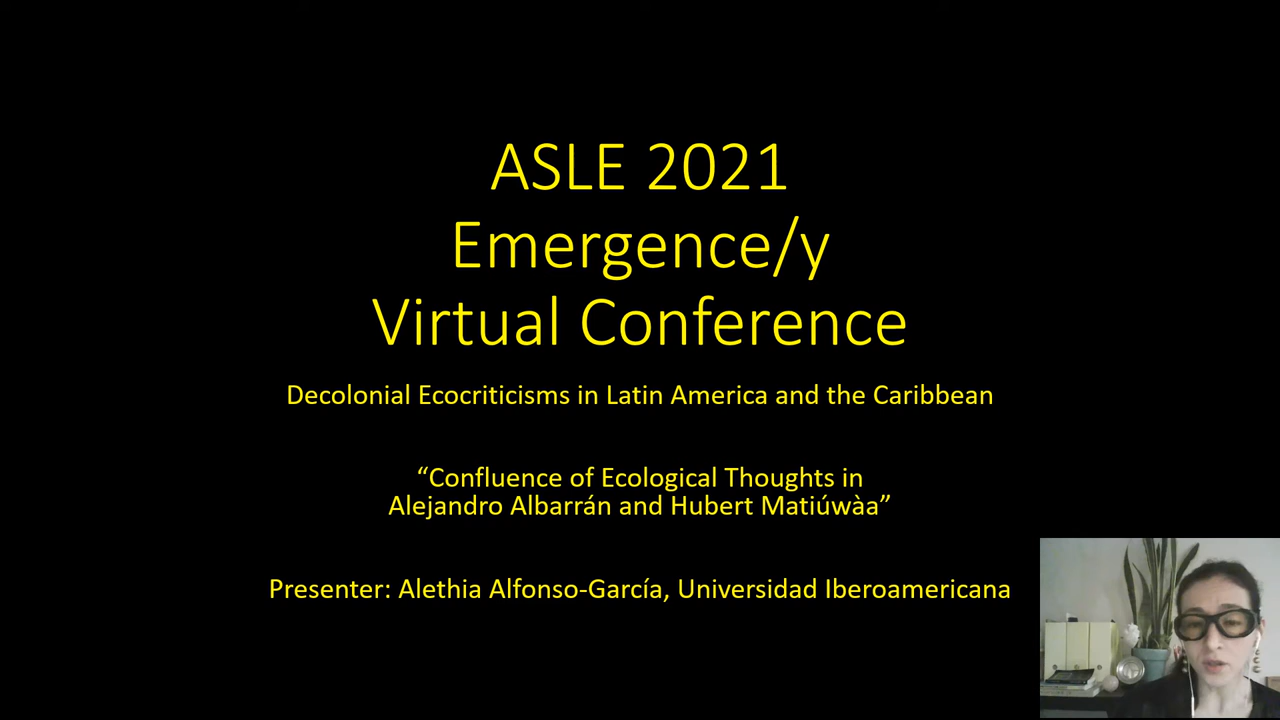 ASLE 2021
Emergence/y
Virtual Conference
Decolonial Ecocriticisms in Latin America and the Caribbean
“Confluence of Ecological Thoughts in
Alejandro Albarrán and Hubert Matiúwàa”
Presenter: Alethia Alfonso-García, Universidad Iberoamericana